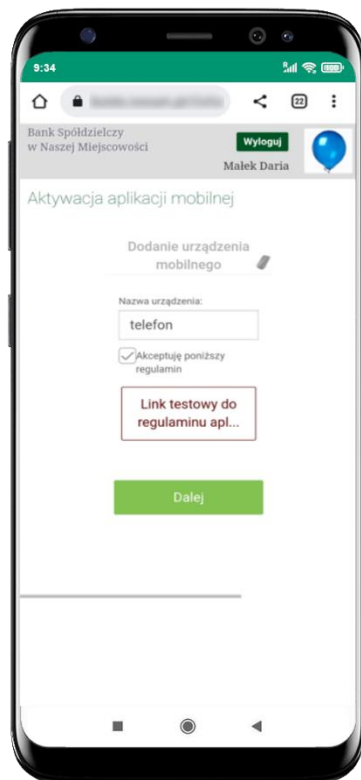 9:34
22
Bank Spółdzielczy
w Naszej Miejscowości
Wyloguj
Małek Daria
Aktywacja aplikacji mobilnej
Dodanie urządzenia
mobilnego
Nazwa urządzenia:
telefon
Akceptuję poniższy
regulamin
Link testowy do
regulaminu apl...
Dalej